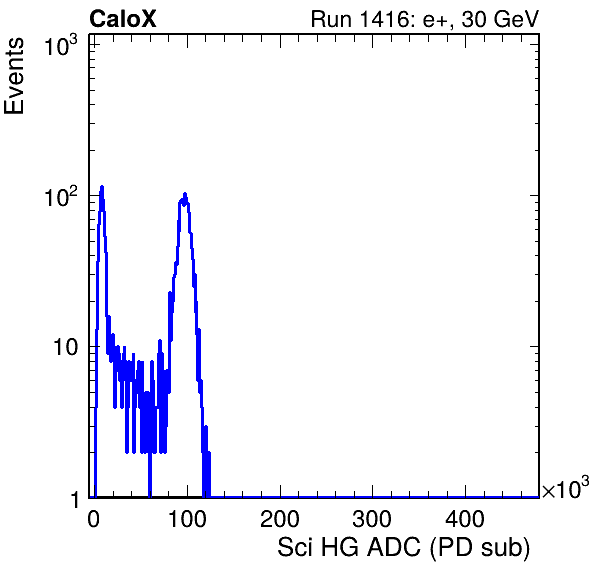 CaloX Run 1416: e+, 30 GeV
Events
10³
10²
10
1
0 100 200 300 400 ×10³
Sci HG ADC (PD sub)